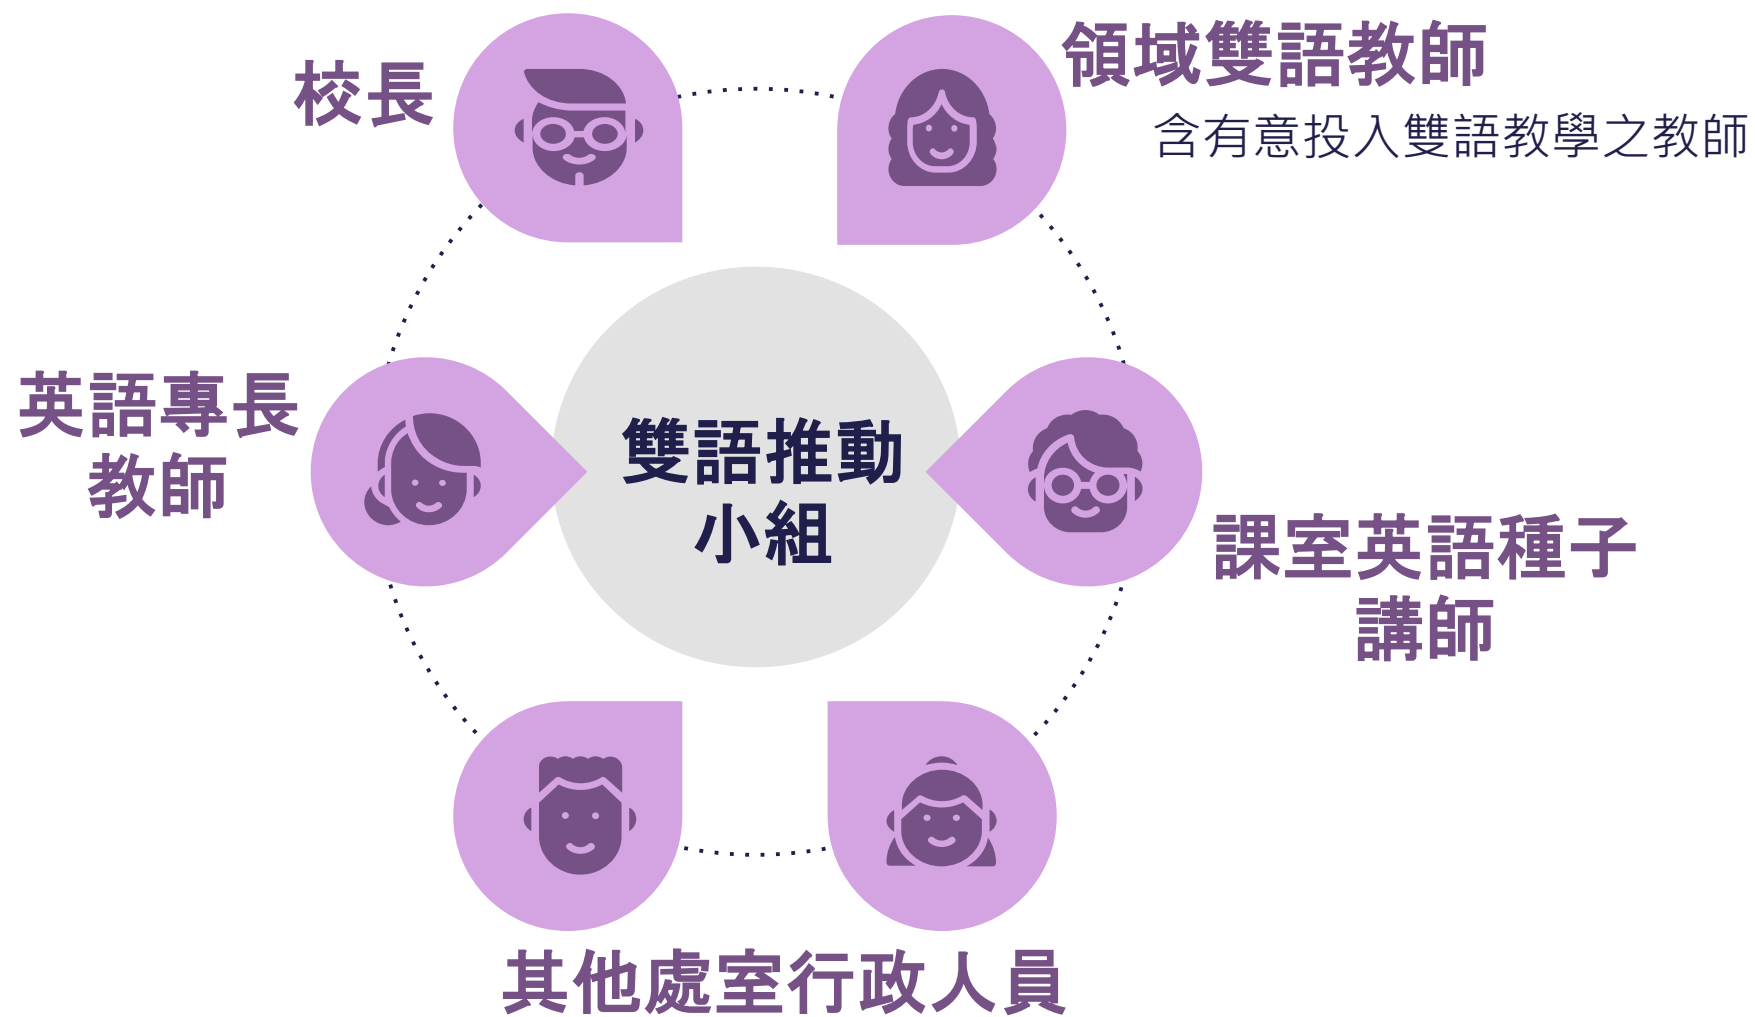 校長
領域雙語教師
含有意投入雙語教學之教師
英語專長
教師
雙語推動
小組
課室英語種子
講師
其他處室行政人員